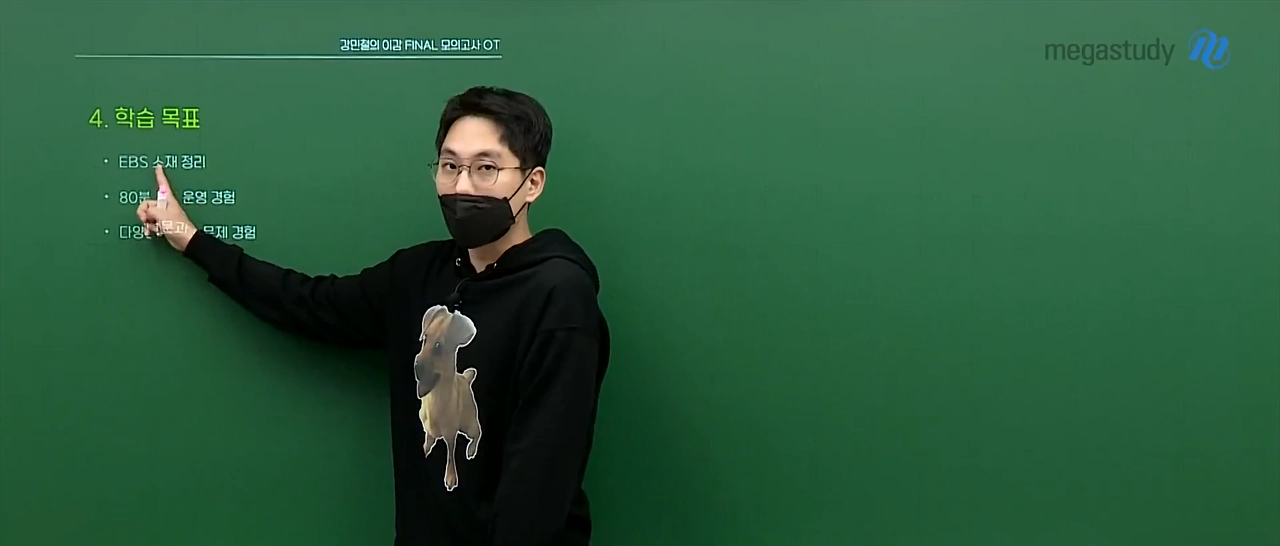 강민철의 이감 FINAL 모의고사 OT
megastudy
4. 학습 목표
• EBS 소재 정리
• 80분 운영 경험
• 문제 경험